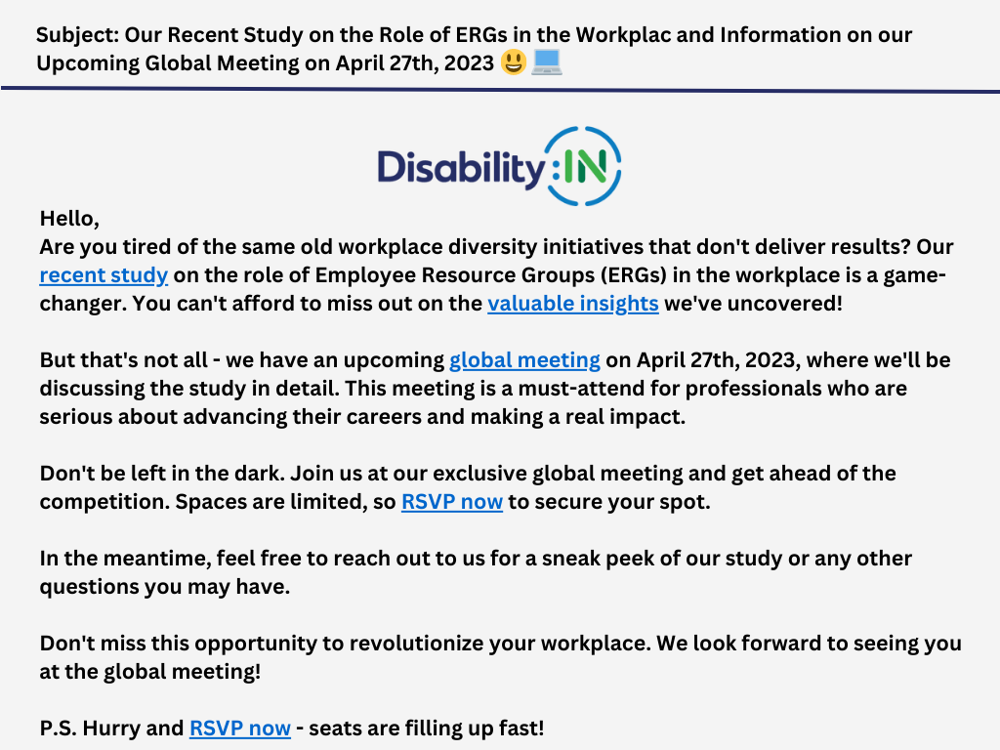 Subject: Our Recent Study on the Role of ERGs in the Workplac and Information on our
Upcoming Global Meeting on April 27th, 2023 😃 💻
Disability:IN
Hello,
Are you tired of the same old workplace diversity initiatives that don't deliver results? Our
recent study on the role of Employee Resource Groups (ERGs) in the workplace is a game-
changer. You can't afford to miss out on the valuable insights we've uncovered!
But that's not all - we have an upcoming global meeting on April 27th, 2023, where we'll be
discussing the study in detail. This meeting is a must-attend for professionals who are
serious about advancing their careers and making a real impact.
Don't be left in the dark. Join us at our exclusive global meeting and get ahead of the
competition. Spaces are limited, so RSVP now to secure your spot.
In the meantime, feel free to reach out to us for a sneak peek of our study or any other
questions you may have.
Don't miss this opportunity to revolutionize your workplace. We look forward to seeing you
at the global meeting!
P.S. Hurry and RSVP now - seats are filling up fast!